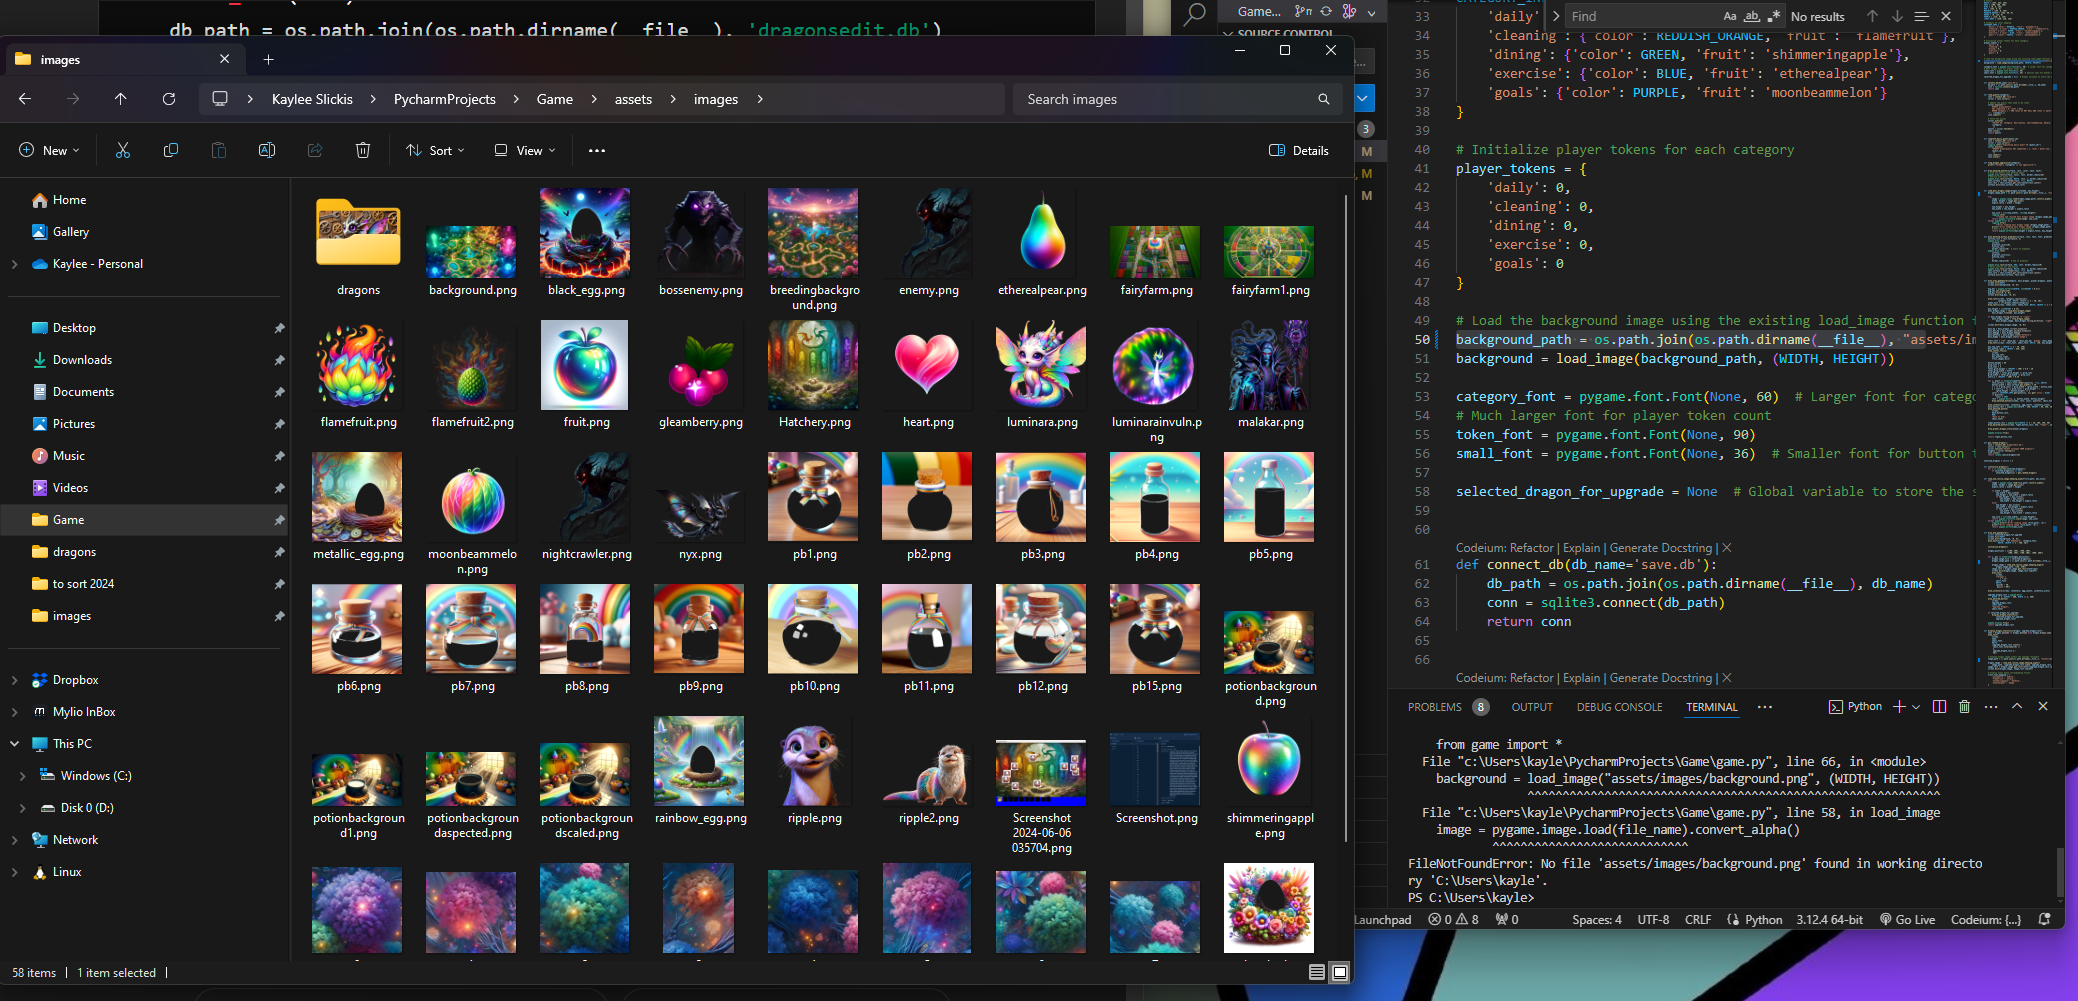 db_path = os.path.join(os.path.dirname(__file__), 'dragonsedit.db')
images
Kaylee Slickis > PycharmProjects > Game > assets > images >
Search images
New
Sort
View
Details
Home
Gallery
Kaylee - Personal
Desktop
Downloads
Documents
Pictures
Music
Videos
Game
dragons
to sort 2024
images
Dropbox
Mylio InBox
This PC
Windows (C:)
Disk 0 (D:)
Network
Linux
dragons
background.png
black_egg.png
bossenemy.png
breedingbackgro
und.png
enemy.png
etherealpear.png
fairyfarm.png
fairyfarm1.png
flamefruit.png
flamefruit2.png
fruit.png
gleamberry.png
Hatchery.png
heart.png
luminara.png
luminarainvuln.p
ng
malakar.png
metallic_egg.png
moonbeammelo
n.png
nightcrawler.png
nyx.png
pb1.png
pb2.png
pb3.png
pb4.png
pb5.png
pb6.png
pb7.png
pb8.png
pb9.png
pb10.png
pb11.png
pb12.png
pb15.png
potionbackgroun
d.png
potionbackgroun
d1.png
potionbackgroun
daspected.png
potionbackgroun
dscaled.png
rainbow_egg.png
ripple.png
ripple2.png
Screenshot
2024-06-06
035704.png
Screenshot.png
shimmeringappl
e.png
58 items
1 item selected
Game...
SOURCE CONTROL
3
M
M
M
Find
Aa ab
No results
33 'daily'
34 'cleaning': {'color': REDDISH_ORANGE, 'fruit': 'flamefruit'},
35 'dining': {'color': GREEN, 'fruit': 'shimmeringapple'},
36 'exercise': {'color': BLUE, 'fruit': 'etherealpear'},
37 'goals': {'color': PURPLE, 'fruit': 'moonbeammelon'}
38 }
39
40 # Initialize player tokens for each category
41 player_tokens = {
42 'daily': 0,
43 'cleaning': 0,
44 'dining': 0,
45 'exercise': 0,
46 'goals': 0
47 }
48
49 # Load the background image using the existing load_image function
50 background_path = os.path.join(os.path.dirname(__file__), "assets/im
51 background = load_image(background_path, (WIDTH, HEIGHT))
52
53 category_font = pygame.font.Font(None, 60) # Larger font for categ
54 # Much larger font for player token count
55 token_font = pygame.font.Font(None, 90)
56 small_font = pygame.font.Font(None, 36) # Smaller font for button t
57
58 selected_dragon_for_upgrade = None # Global variable to store the s
59
60
Codeium: Refactor | Explain | Generate Docstring | X
61 def connect_db(db_name='save.db'):
62 db_path = os.path.join(os.path.dirname(__file__), db_name)
63 conn = sqlite3.connect(db_path)
64 return conn
65
66
Codeium: Refactor | Explain | Generate Docstring | X
PROBLEMS 8 OUTPUT DEBUG CONSOLE TERMINAL ... Python
from game import *
File "c:\Users\kayle\PycharmProjects\Game\game.py", line 66, in <module>
background = load_image("assets/images/background.png", (WIDTH, HEIGHT))
^^^^^^^^^^^^^^^^^^^^^^^^^^^^^^^^^^^^^^^^^^^^^^^^^^^^^^^^^^^
File "c:\Users\kayle\PycharmProjects\Game\game.py", line 58, in load_image
image = pygame.image.load(file_name).convert_alpha()
^^^^^^^^^^^^^^^^^^^^^^^^^^^^
FileNotFoundError: No file 'assets/images/background.png' found in working directo
ry 'C:\Users\kayle'.
PS C:\Users\kayle>
Launchpad 0 8 0 Spaces: 4 UTF-8 CRLF Python 3.12.4 64-bit Go Live Codeium: {...}